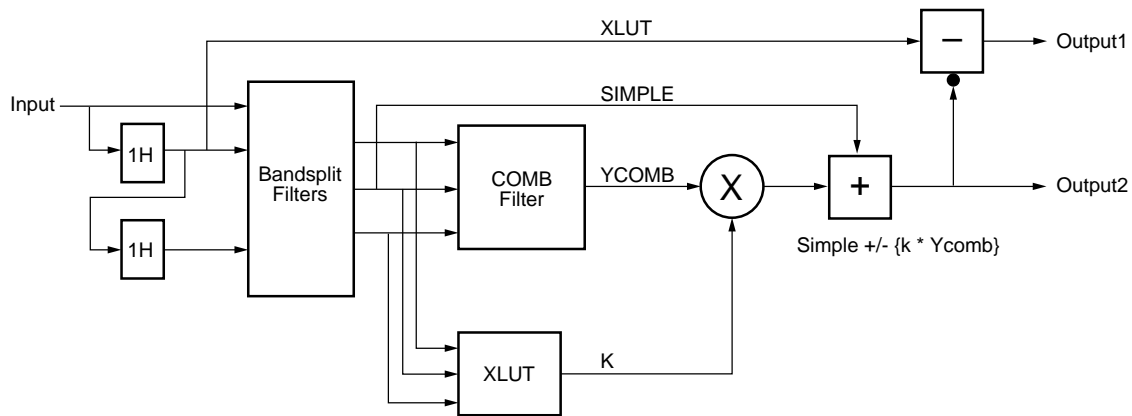 XLUT
−
Output1
Input
SIMPLE
1H
Bandsplit
Filters
COMB
Filter
YCOMB
X
+
Output2
1H
Simple +/- {k * Ycomb}
XLUT
K